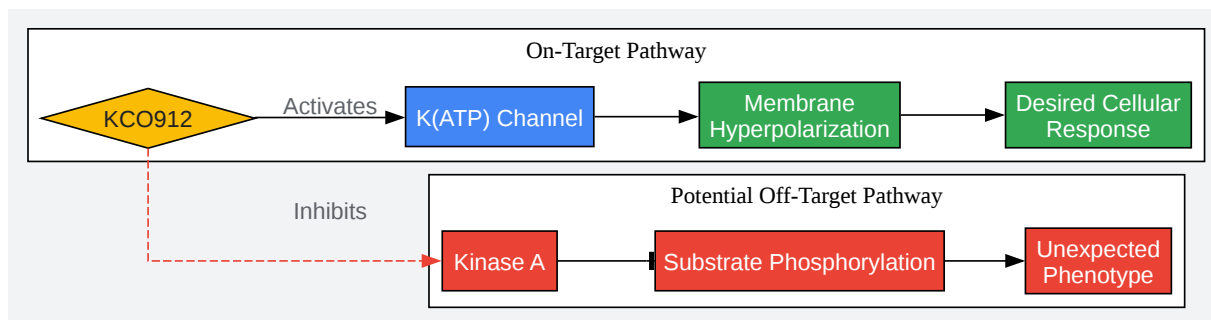 On-Target Pathway
KCO912
Activates
K(ATP) Channel
Membrane
Hyperpolarization
Desired Cellular
Response
Potential Off-Target Pathway
Inhibits
Kinase A
Substrate Phosphorylation
Unexpected
Phenotype